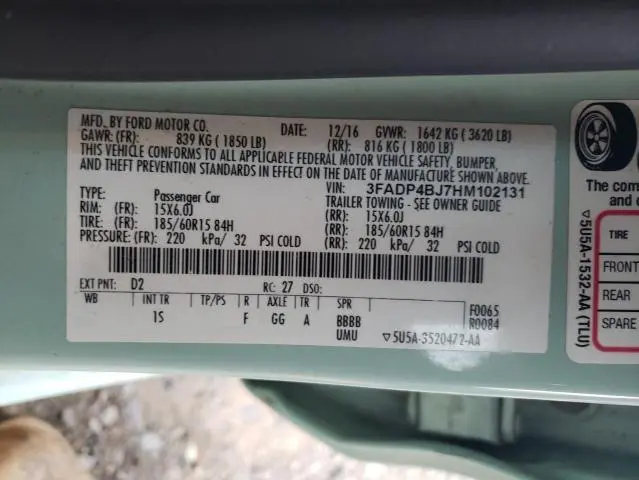 MFD. BY FORD MOTOR CO.
DATE: 12/16 GVWR: 1642 KG ( 3620 LB)
GAWR: (FR): 839 KG ( 1850 LB) (RR): 816 KG ( 1800 LB)
THIS VEHICLE CONFORMS TO ALL APPLICABLE FEDERAL MOTOR VEHICLE SAFETY, BUMPER,
AND THEFT PREVENTION STANDARDS IN EFFECT ON THE DATE OF MANUFACTURE SHOWN ABOVE.
VIN: 3FADP4BJ7HM102131
TYPE: Passenger Car TRAILER TOWING - SEE OWNER GUIDE
RIM: (FR): 15X6.0J (RR): 15X6.0J
TIRE: (FR): 185/60R15 84H (RR): 185/60R15 84H
PRESSURE: (FR): 220 kPa/ 32 PSI COLD (RR): 220 kPa/ 32 PSI COLD
EXT PNT: D2 RC: 27 DSO:
WB INT TR TP/PS R AXLE TR SPR F0065
IS F GG A BBBB R0084
UMU ▽5U5A-3520472-AA
The com
and c
TIRE
FRONT
REAR
SPARE
▽5U5A-1532-AA (TLU)